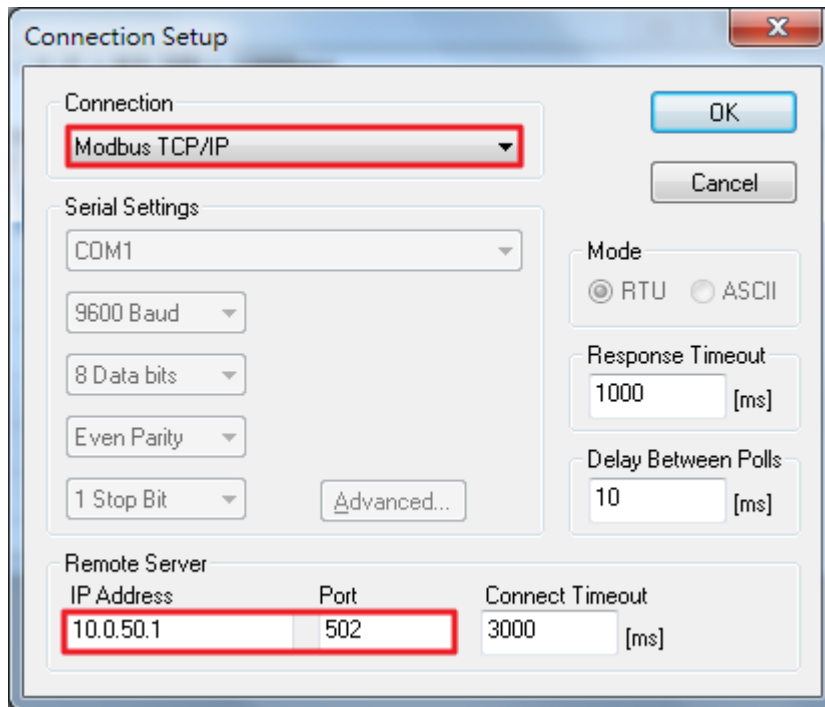 Connection Setup
Connection
Modbus TCP/IP
OK
Cancel
Serial Settings
COM1
9600 Baud
8 Data bits
Even Parity
1 Stop Bit
Advanced...
Mode
RTU ASCII
Response Timeout
1000 [ms]
Delay Between Polls
10 [ms]
Remote Server
IP Address Port Connect Timeout
10.0.50.1 502 3000 [ms]